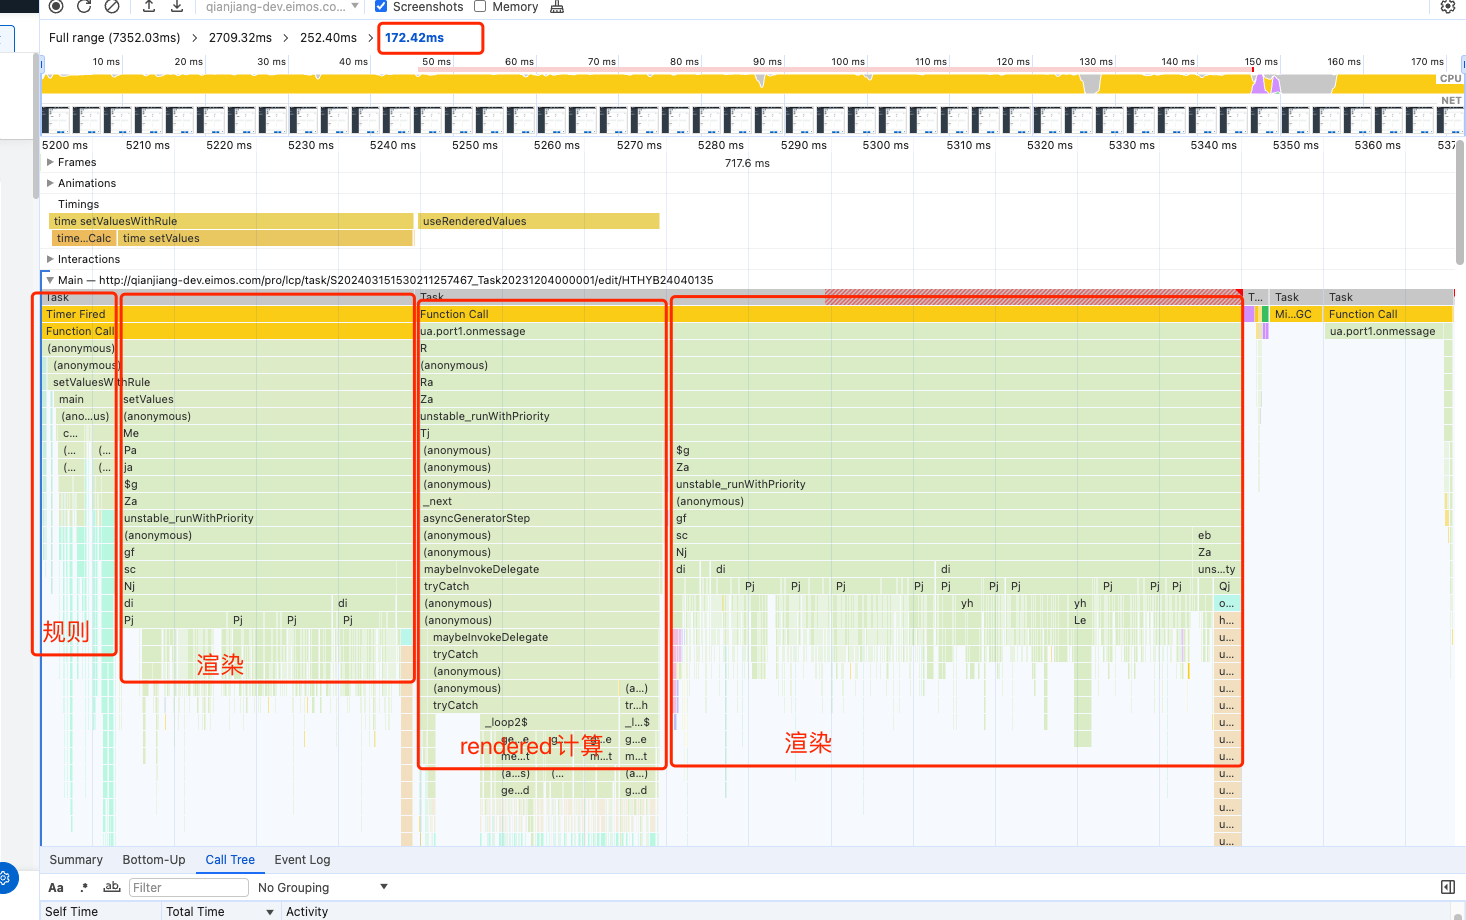 qianjiang-dev.eimos.co... Screenshots Memory
Full range (7352.03ms) 2709.32ms 252.40ms 172.42ms
10 ms 20 ms 30 ms 40 ms 50 ms 60 ms 70 ms 80 ms 90 ms 100 ms 110 ms 120 ms 130 ms 140 ms 150 ms 160 ms 170 ms
CPU
NET
5200 ms 5210 ms 5220 ms 5230 ms 5240 ms 5250 ms 5260 ms 5270 ms 5280 ms 5290 ms 5300 ms 5310 ms 5320 ms 5330 ms 5340 ms 5350 ms 5360 ms 537
Frames 717.6 ms
Animations
Timings
time setValuesWithRule useRenderedValues
time...Calc time setValues
Interactions
Main — http://qianjiang-dev.eimos.com/pro/lcp/task/S202403151530211257467_Task20231204000001/edit/HTHYB24040135
Task Task T... Task Task
Timer Fired Function Call Mi...GC Function Call
Function Call ua.port1.onmessage ua.port1.onmessage
(anonymous) R
(anonymous) (anonymous)
setValuesWithRule Ra
main setValues Za
(ano...us) (anonymous) unstable_runWithPriority
c... Me Tj
(... (... Pa (anonymous) $g
(... (... ja (anonymous) Za
$g (anonymous) unstable_runWithPriority
Za _next (anonymous)
unstable_runWithPriority asyncGeneratorStep gf
(anonymous) (anonymous) sc eb
gf (anonymous) Nj Za
sc maybeInvokeDelegate di di di uns...ty
Nj tryCatch Pj Pj Pj Pj Pj Pj Pj Pj Pj Pj Qj
di di (anonymous) yh yh o...
Pj Pj Pj Pj (anonymous) Le h...
规则 maybeInvokeDelegate u...
渲染 tryCatch u...
(anonymous) u...
(anonymous) (a...) u...
tryCatch tr...h u...
_loop2$ _l...$ u...
ge...e g...e g...e u...
rendered计算 渲染
me...t m...t m...t u...
(a...s) (... (a...) u...
ge...d g...d u...
u...
u...
u...
Summary Bottom-Up Call Tree Event Log
Aa .* ab Filter No Grouping
Self Time Total Time Activity